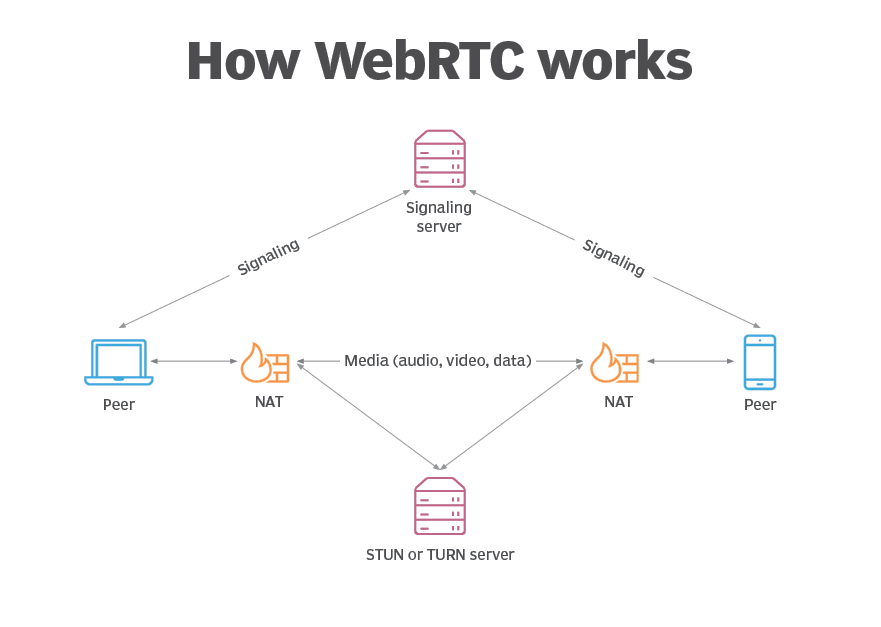 How WebRTC works
Signaling
server
Signaling
Signaling
Media (audio, video, data)
Peer
NAT
NAT
Peer
STUN or TURN server